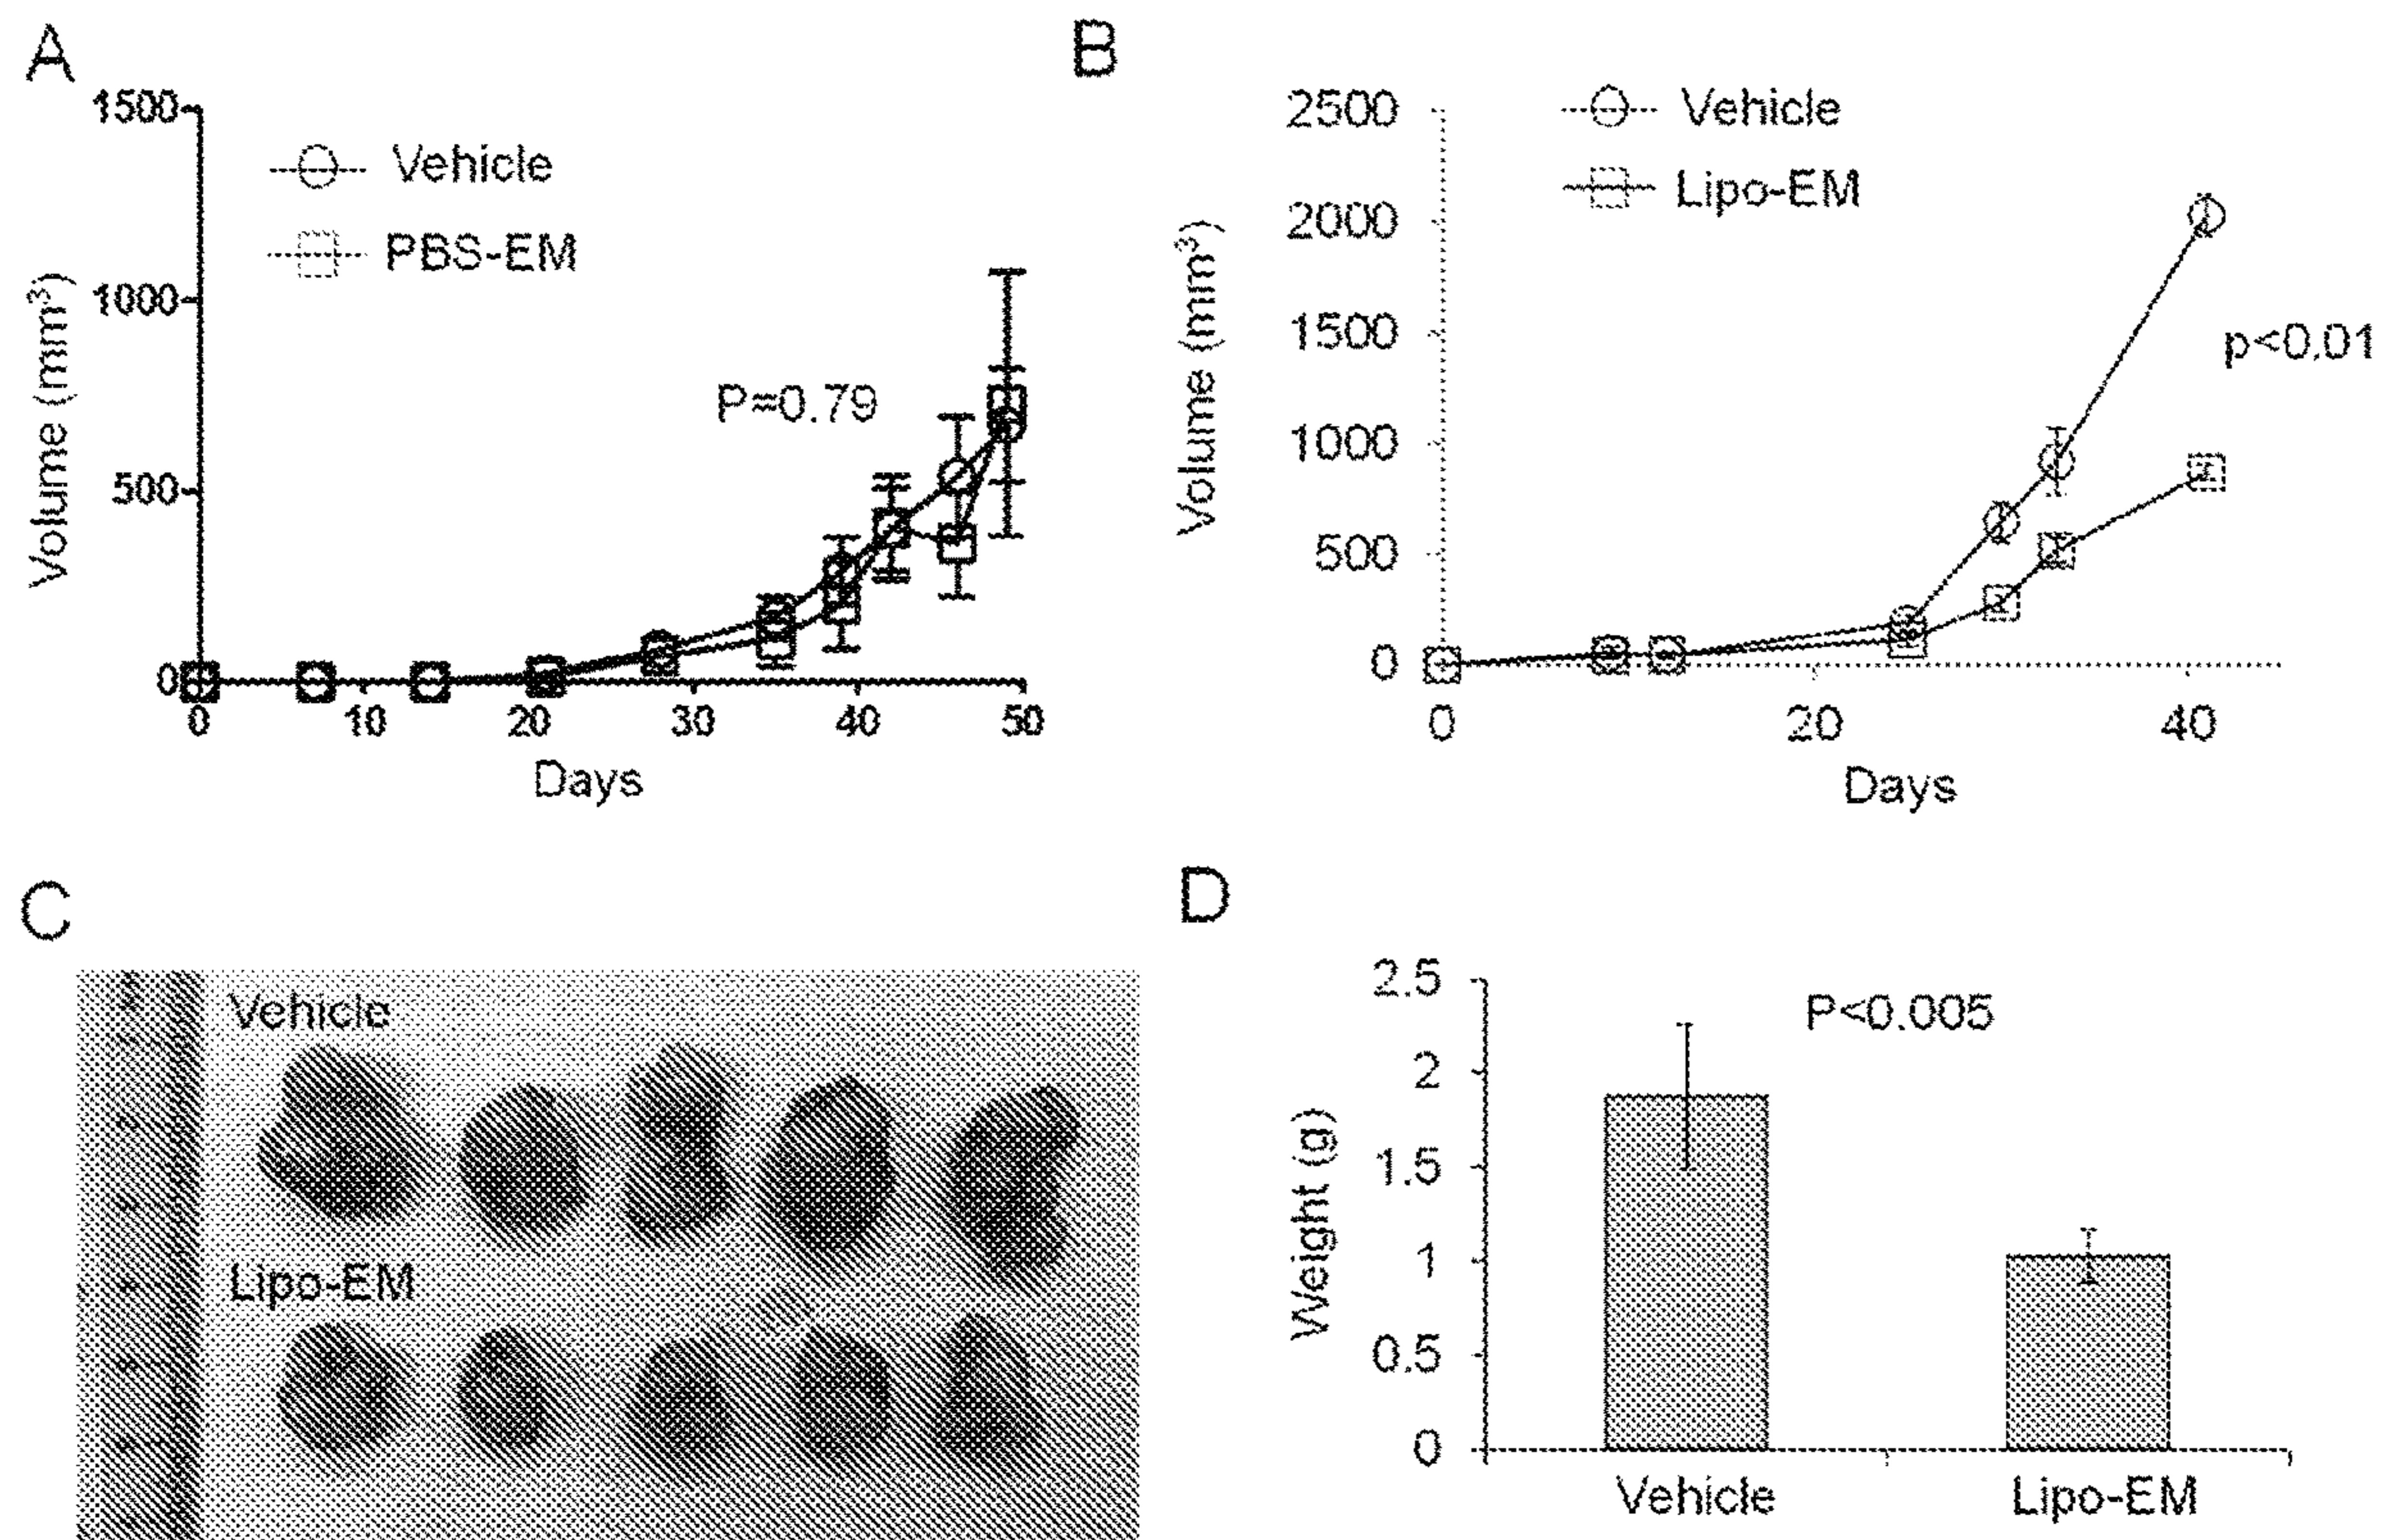 A
1500
1000
500
0
Volume (mm³)
Vehicle
PBS-EM
P=0.79
0 10 20 30 40 50
Days
B
2500
2000
1500
1000
500
0
Volume (mm³)
Vehicle
Lipo-EM
p<0.01
0 20 40
Days
C
Vehicle
Lipo-EM
D
2.5
2
1.5
1
0.5
0
Weight (g)
P<0.005
Vehicle Lipo-EM